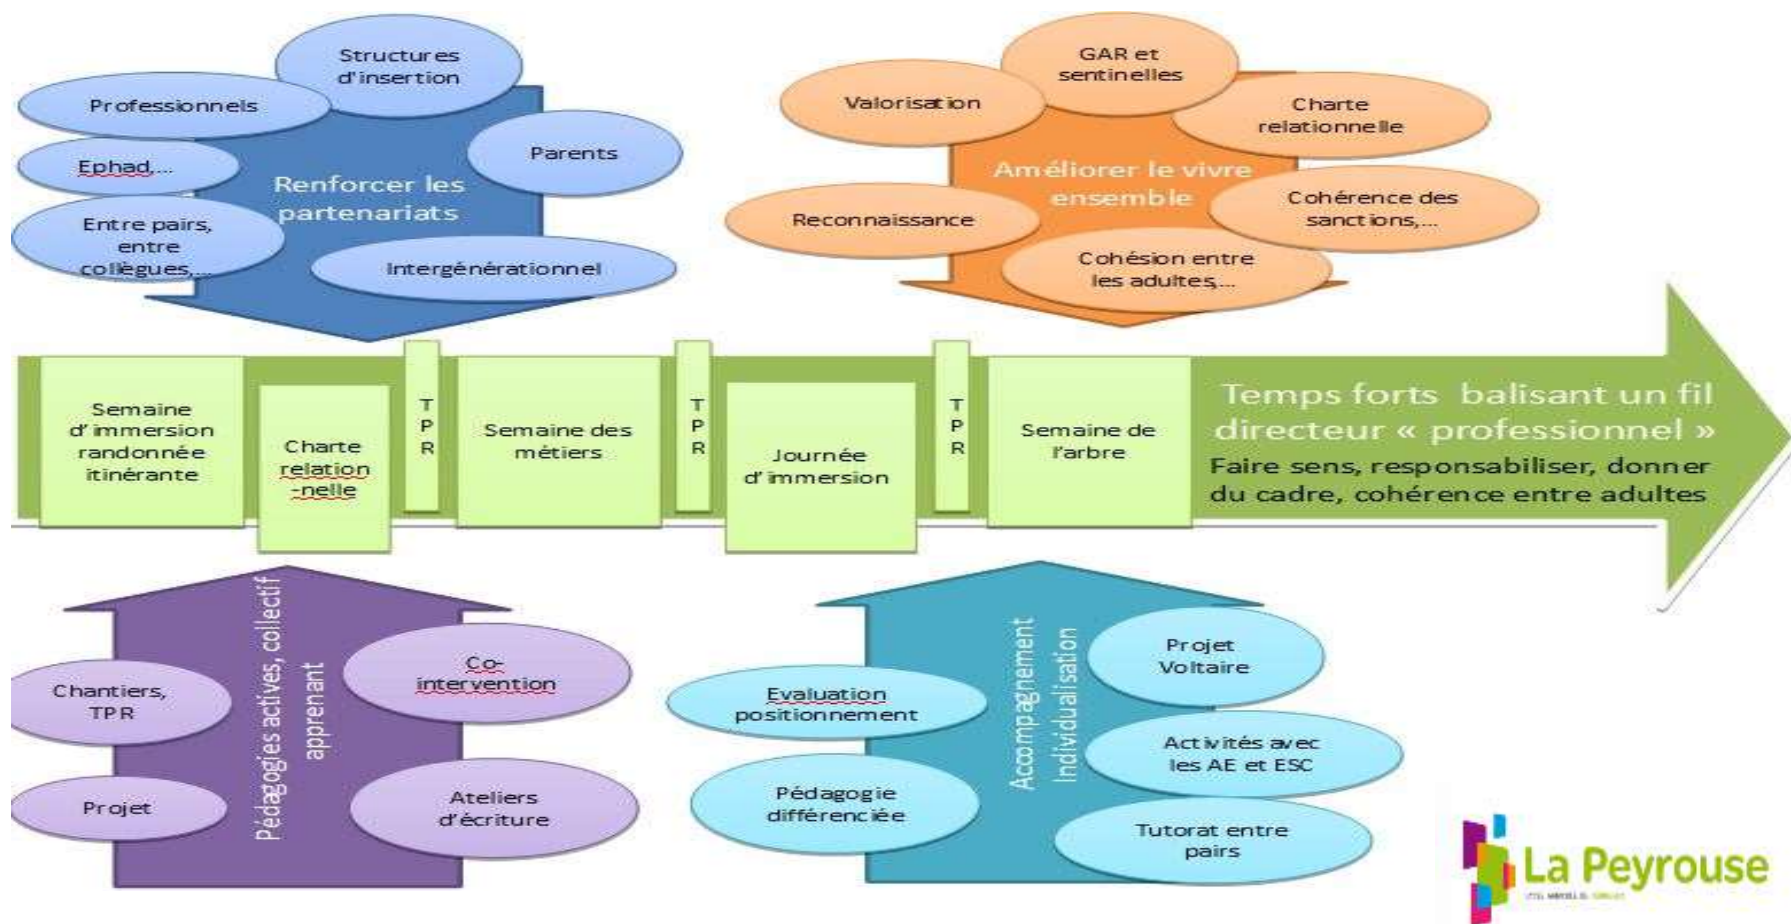 Structures
d'insertion
Professionnels
Ephad,...
Entre pairs,
entre
collègues,...
Parents
Intergénérationnel
Renforcer les
partenariats
GAR et
sentinelles
Valorisation
Charte
relationnelle
Reconnaissance
Cohérence des
sanctions,...
Cohésion entre
les adultes,...
Améliorer le vivre
ensemble
Semaine
d'immersion
randonnée
itinérante
Charte
relation
-nelle
T
P
R
Semaine des
métiers
T
P
R
Journée
d'immersion
T
P
R
Semaine de
l'arbre
Temps forts balisant un fil
directeur « professionnel »
Faire sens, responsabiliser, donner
du cadre, cohérence entre adultes
Pédagogies actives, collectif
apprenant
Chantiers,
TPR
Projet
Co-
intervention
Ateliers
d'écriture
Accompagnement
Individualisation
Evaluation
positionnement
Pédagogie
différenciée
Projet
Voltaire
Activités avec
les AE et ESC
Tutorat entre
pairs
La Peyrouse